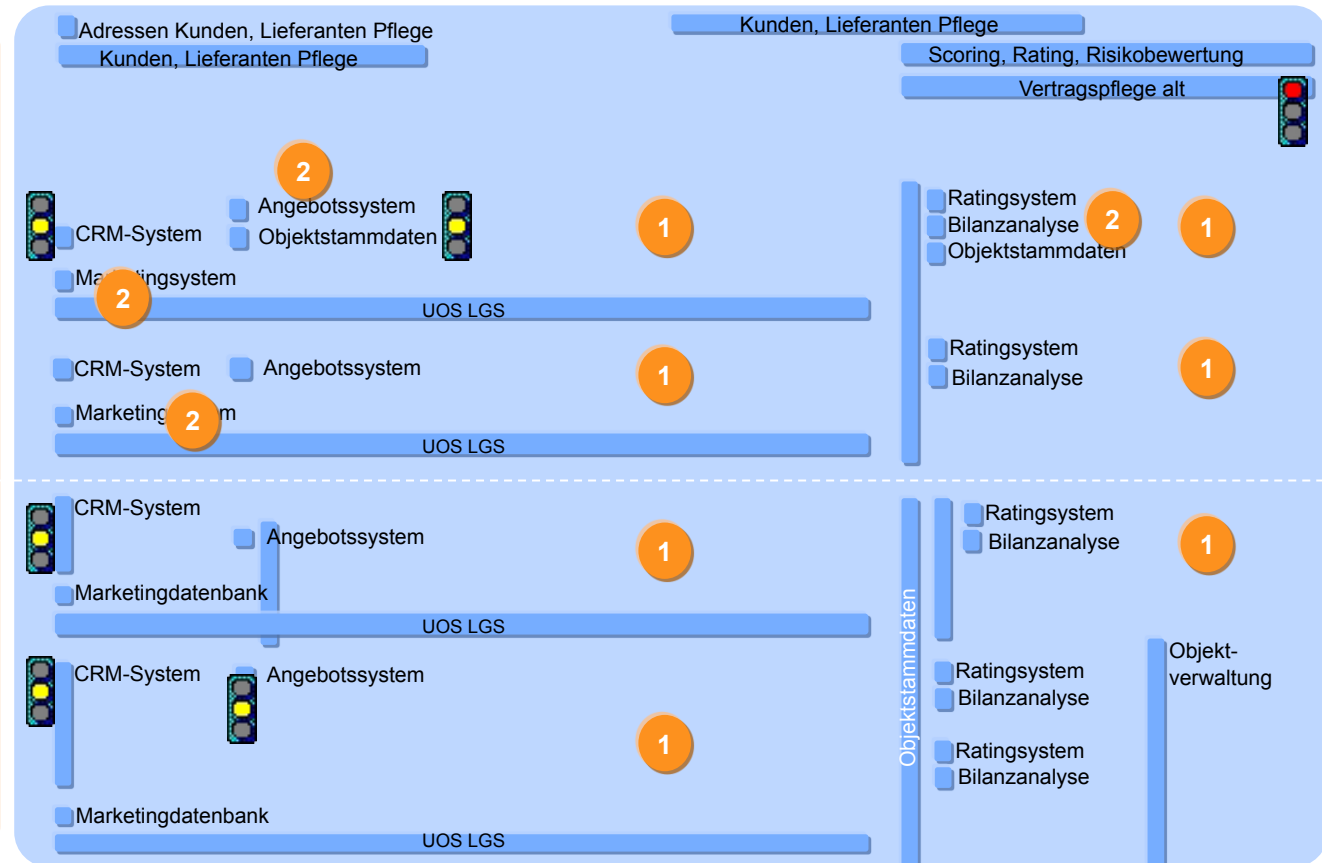 Adressen Kunden, Lieferanten Pflege
Kunden, Lieferanten Pflege
Kunden, Lieferanten Pflege
Scoring, Rating, Risikobewertung
Vertragspflege alt
2
Angebotssystem
CRM-System
Objektstammdaten
1
Ratingsystem
Bilanzanalyse
2
1
Objektstammdaten
2
UOS LGS
CRM-System
Angebotssystem
1
Ratingsystem
Bilanzanalyse
1
2
UOS LGS
CRM-System
Angebotssystem
1
Ratingsystem
Bilanzanalyse
1
Marketingdatenbank
UOS LGS
Objektstammdaten
CRM-System
Angebotssystem
1
Ratingsystem
Bilanzanalyse
Objekt-
verwaltung
Ratingsystem
Bilanzanalyse
Marketingdatenbank
UOS LGS